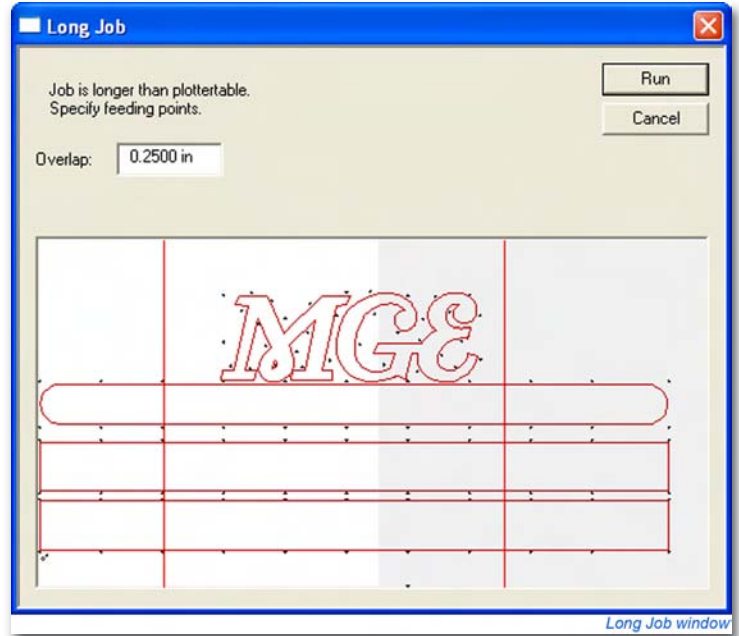 Long Job
Job is longer than plottertable.
Specify feeding points.
Run
Cancel
Overlap: 0.2500 in
MGE
Long Job window